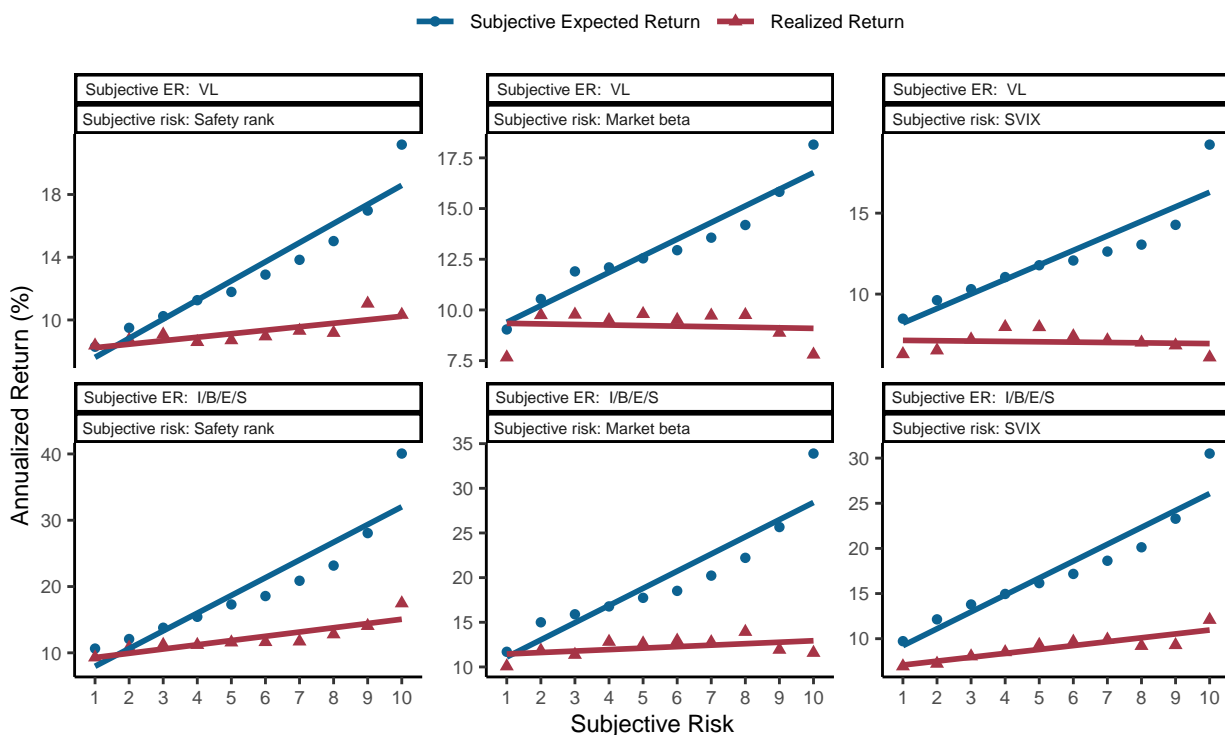 Subjective Expected Return Realized Return
Subjective ER: VL
Subjective risk: Safety rank
18
14
10
Subjective ER: VL
Subjective risk: Market beta
17.5
15.0
12.5
10.0
7.5
Subjective ER: VL
Subjective risk: SVIX
15
10
Annualized Return (%)
Subjective ER: I/B/E/S
Subjective risk: Safety rank
40
30
20
10
1 2 3 4 5 6 7 8 9 10
Subjective ER: I/B/E/S
Subjective risk: Market beta
35
30
25
20
15
10
1 2 3 4 5 6 7 8 9 10
Subjective ER: I/B/E/S
Subjective risk: SVIX
30
20
10
1 2 3 4 5 6 7 8 9 10
Subjective Risk